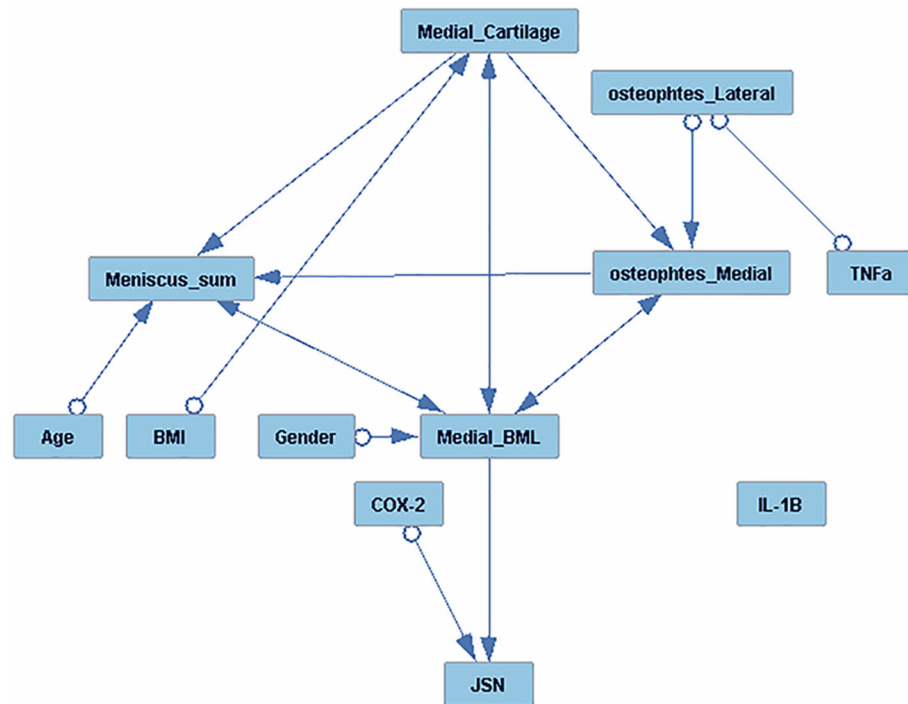 Medial_Cartilage
osteophtes_Lateral
Meniscus_sum
osteophtes_Medial
TNFa
Age
BMI
Gender
Medial_BML
COX-2
IL-1B
JSN